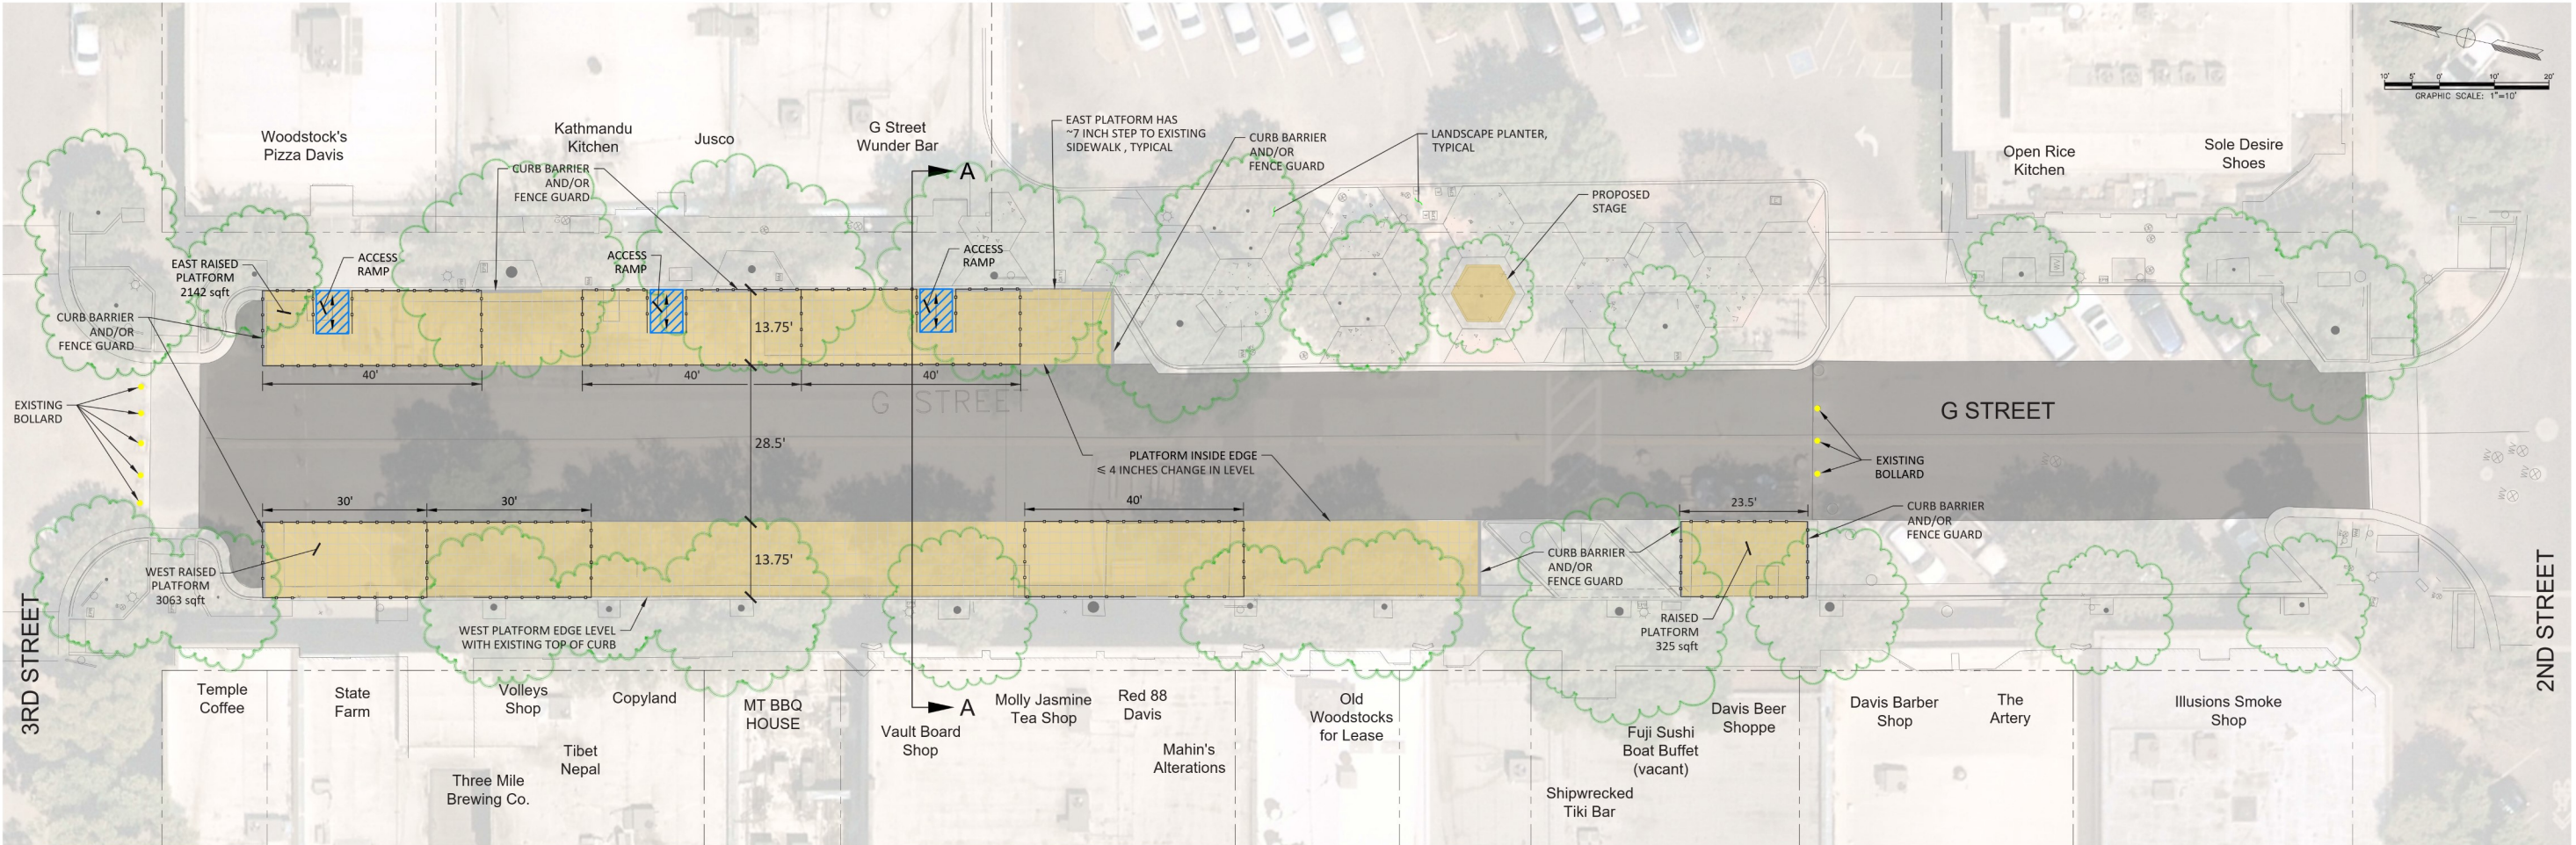 10'
5'
0'
10'
20'
GRAPHIC SCALE: 1"=10'
Woodstock's
Pizza Davis
Kathmandu
Kitchen
Jusco
G Street
Wunder Bar
A
EAST PLATFORM HAS
~7 INCH STEP TO EXISTING
SIDEWALK , TYPICAL
CURB BARRIER
AND/OR
FENCE GUARD
LANDSCAPE PLANTER,
TYPICAL
PROPOSED
STAGE
Open Rice
Kitchen
Sole Desire
Shoes
CURB BARRIER
AND/OR
FENCE GUARD
EAST RAISED
PLATFORM
2142 sqft
ACCESS
RAMP
ACCESS
RAMP
ACCESS
RAMP
CURB BARRIER
AND/OR
FENCE GUARD
13.75'
40'
40'
40'
EXISTING
BOLLARD
G STREET
G STREET
28.5'
PLATFORM INSIDE EDGE
≤ 4 INCHES CHANGE IN LEVEL
EXISTING
BOLLARD
WV
WV
WV
WV
30'
30'
40'
23.5'
CURB BARRIER
AND/OR
FENCE GUARD
13.75'
CURB BARRIER
AND/OR
FENCE GUARD
WEST RAISED
PLATFORM
3063 sqft
WEST PLATFORM EDGE LEVEL
WITH EXISTING TOP OF CURB
RAISED
PLATFORM
325 sqft
3RD STREET
2ND STREET
Temple
Coffee
State
Farm
Volleys
Shop
Copyland
MT BBQ
HOUSE
A
Vault Board
Shop
Molly Jasmine
Tea Shop
Red 88
Davis
Old
Woodstocks
for Lease
Davis Beer
Shoppe
Davis Barber
Shop
The
Artery
Illusions Smoke
Shop
Tibet
Nepal
Mahin's
Alterations
Fuji Sushi
Boat Buffet
(vacant)
Three Mile
Brewing Co.
Shipwrecked
Tiki Bar